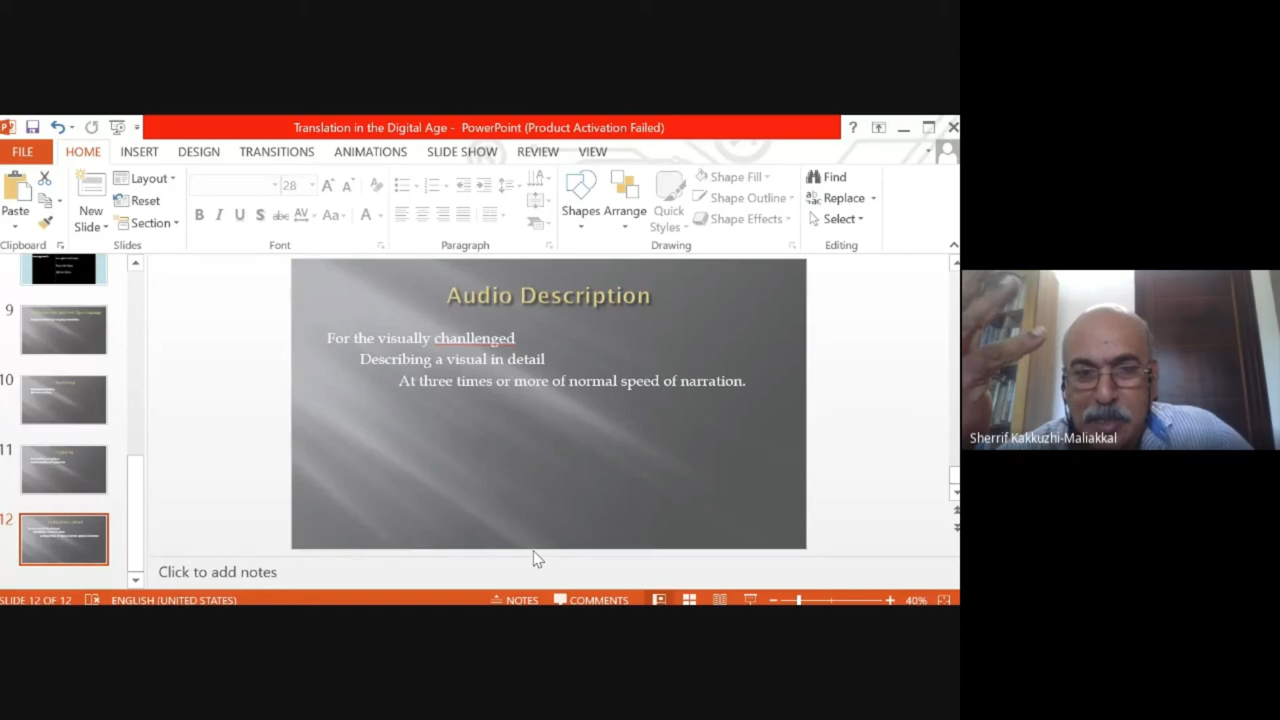 Translation in the Digital Age - PowerPoint (Product Activation Failed)
FILE HOME INSERT DESIGN TRANSITIONS ANIMATIONS SLIDE SHOW REVIEW VIEW
Paste
New
Slide
Layout
Reset
Section
28
B I U S abc AV Aa A
Shapes Arrange Quick
Styles
Shape Fill
Shape Outline
Shape Effects
Find
Replace
Select
Clipboard Slides Font Paragraph Drawing Editing
9
10
11
12
Audio Description
For the visually chanllenged
Describing a visual in detail
At three times or more of normal speed of narration.
Click to add notes
SLIDE 12 OF 12 ENGLISH (UNITED STATES) NOTES COMMENTS 40%
Sherrif Kakkuzhi-Maliakkal